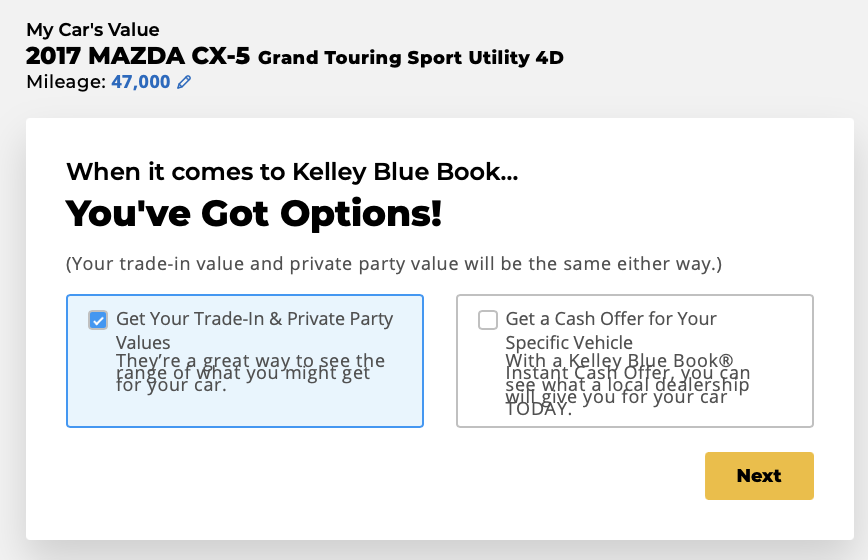 My Car's Value
2017 MAZDA CX-5 Grand Touring Sport Utility 4D
Mileage: 47,000
When it comes to Kelley Blue Book...
You've Got Options!
(Your trade-in value and private party value will be the same either way.)
Get Your Trade-In & Private Party
Values
They’re a great way to see the
range of what you might get
for your car.
Get a Cash Offer for Your
Specific Vehicle
With a Kelley Blue Book®
Instant Cash Offer, you can
see what a local dealership
will give you for your car
TODAY.
Next